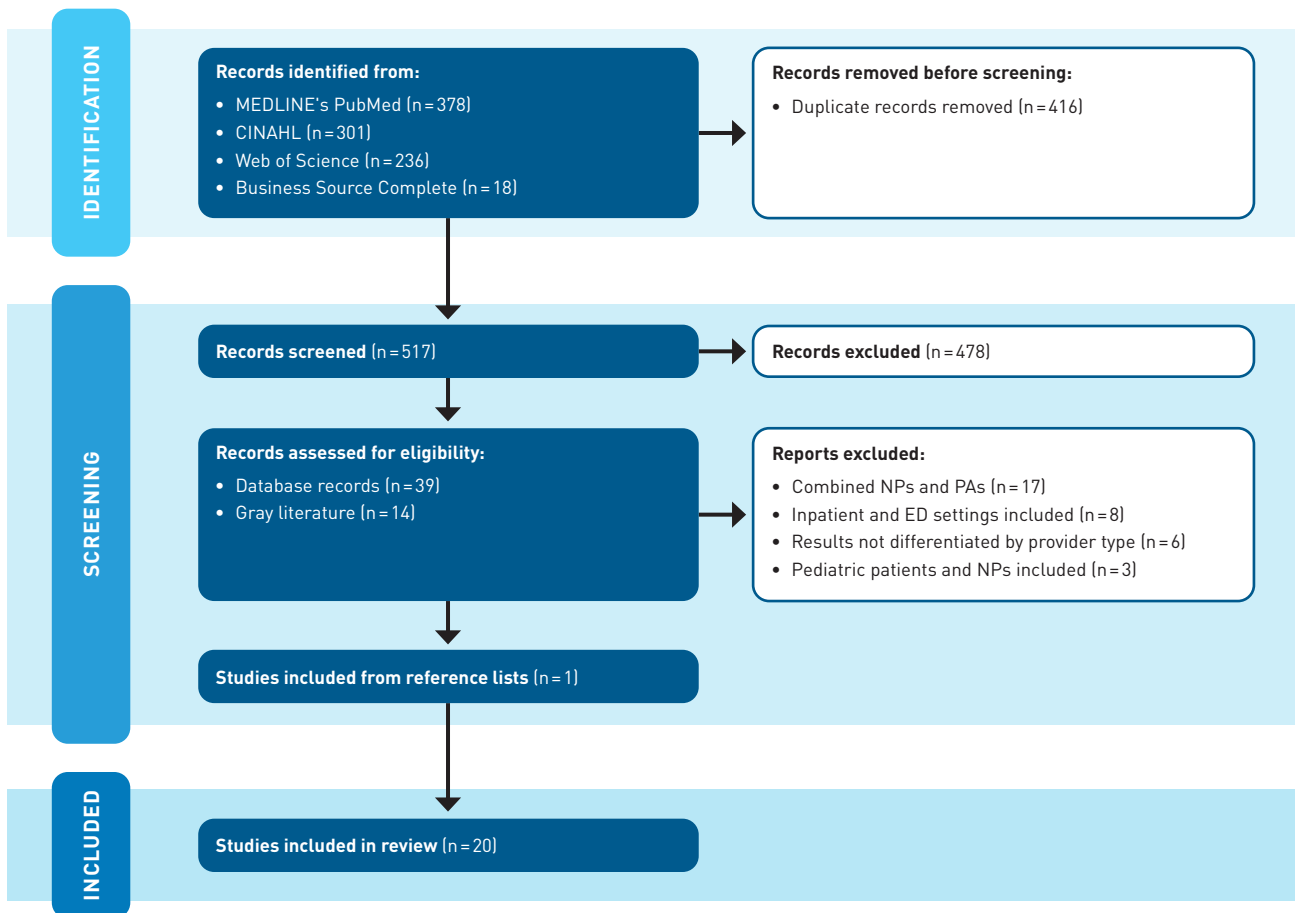 IDENTIFICATION
Records identified from:
• MEDLINE's PubMed (n=378)
• CINAHL (n=301)
• Web of Science (n=236)
• Business Source Complete (n=18)
Records removed before screening:
• Duplicate records removed (n=416)
SCREENING
Records screened (n=517)
Records excluded (n=478)
Records assessed for eligibility:
• Database records (n=39)
• Gray literature (n=14)
Reports excluded:
• Combined NPs and PAs (n=17)
• Inpatient and ED settings included (n=8)
• Results not differentiated by provider type (n=6)
• Pediatric patients and NPs included (n=3)
Studies included from reference lists (n=1)
INCLUDED
Studies included in review (n=20)